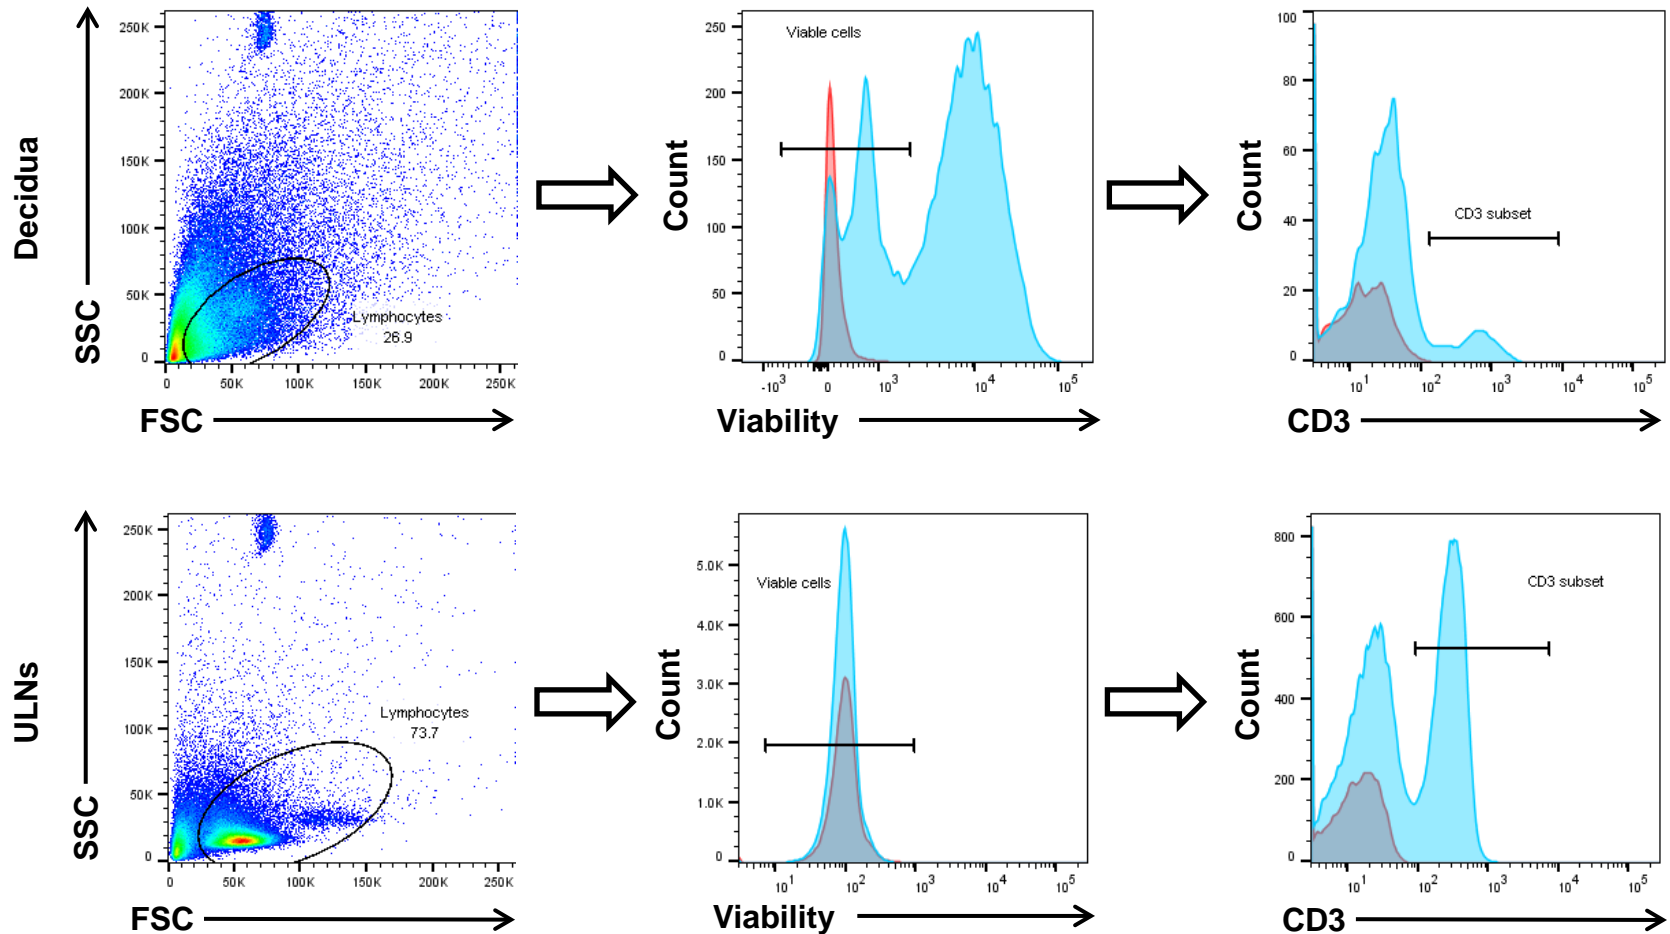 Decidua
SSC
250K
200K
150K
100K
50K
0
Lymphocytes
26.9
0 50K 100K 150K 200K 250K
FSC
Count
250
200
150
100
50
0
Viable cells
-10³ 0 10³ 10⁴ 10⁵
Viability
Count
100
80
60
40
20
0
CD3 subset
10¹ 10² 10³ 10⁴ 10⁵
CD3
ULNs
SSC
250K
200K
150K
100K
50K
0
Lymphocytes
73.7
0 50K 100K 150K 200K 250K
FSC
Count
5.0K
4.0K
3.0K
2.0K
1.0K
0
Viable cells
10¹ 10² 10³ 10⁴ 10⁵
Viability
Count
800
600
400
200
0
CD3 subset
10¹ 10² 10³ 10⁴ 10⁵
CD3